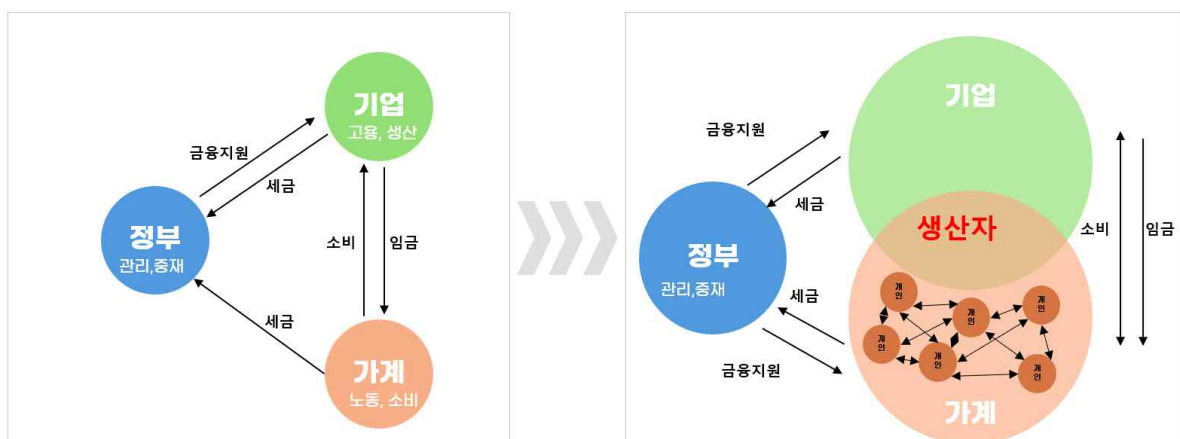 기업
고용, 생산
금융지원
세금
정부
관리,중재
소비
임금
세금
가계
노동, 소비
기업
금융지원
세금
생산자
소비
임금
정부
관리,중재
세금
금융지원
개인
개인
개인
개인
개인
개인
가계